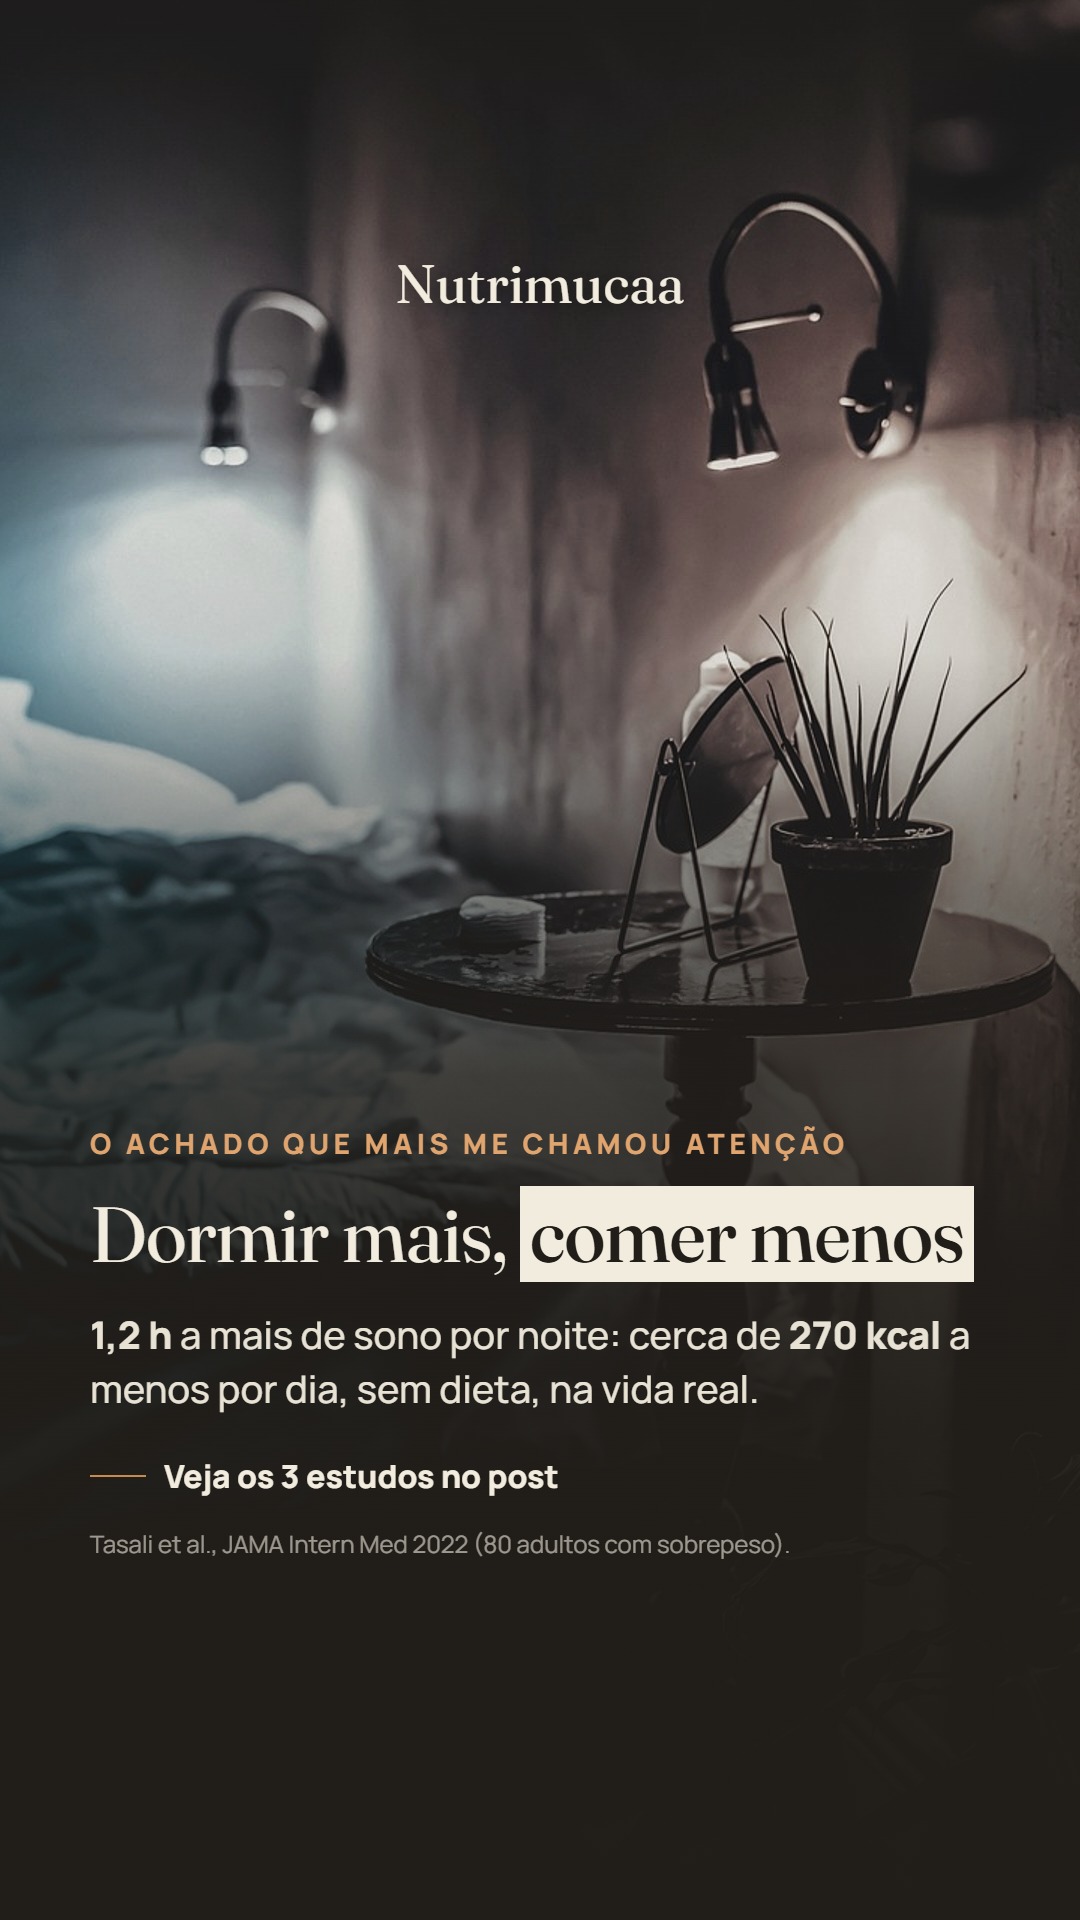 Nutrimucaa
O ACHADO QUE MAIS ME CHAMOU ATENÇÃO
Dormir mais, comer menos
1,2 h a mais de sono por noite: cerca de 270 kcal a
menos por dia, sem dieta, na vida real.
Veja os 3 estudos no post
Tasali et al., JAMA Intern Med 2022 (80 adultos com sobrepeso).